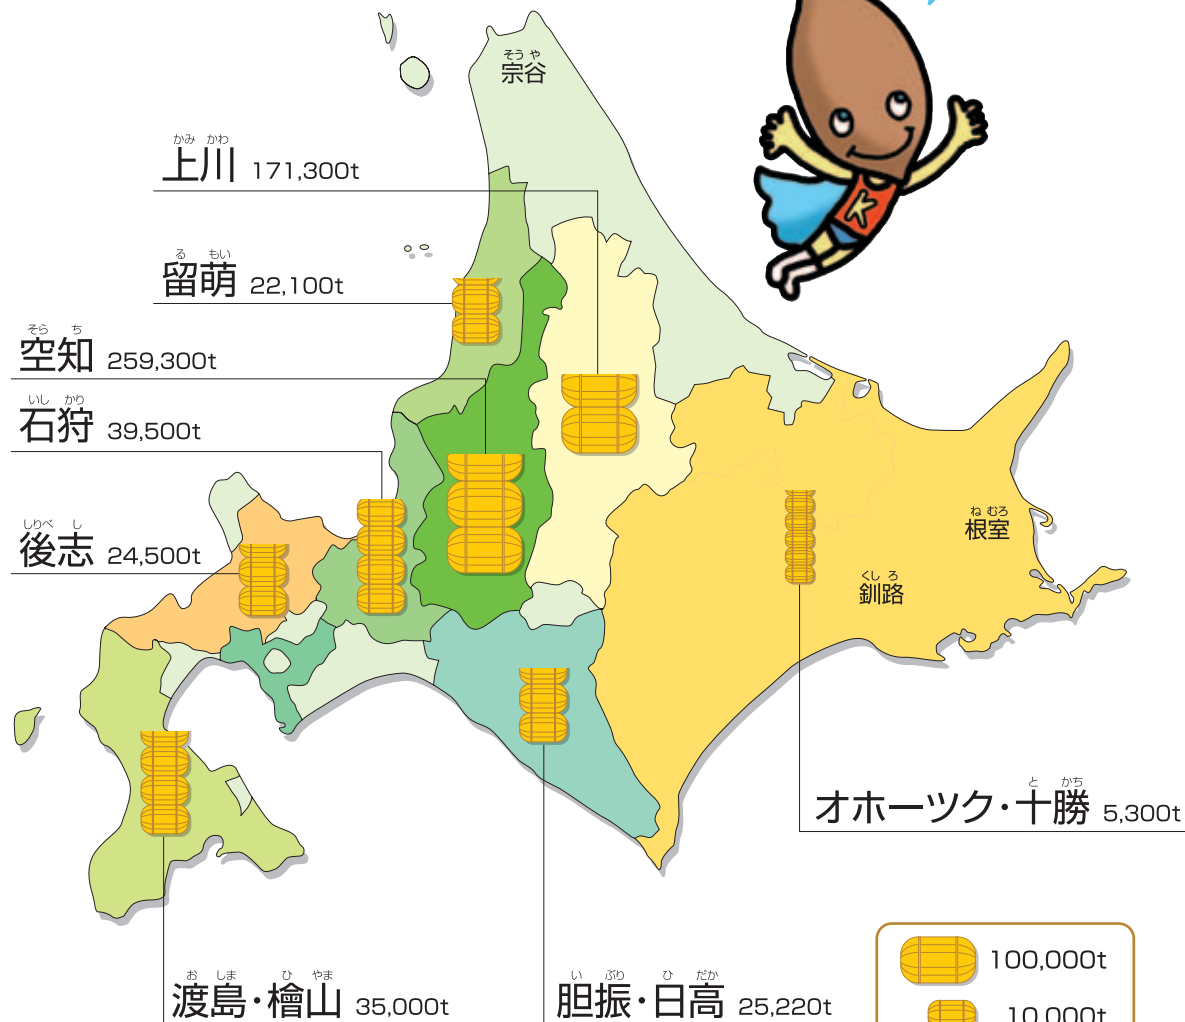 そうや
宗谷
かみ かわ
上川 171,300t
る もい
留萌 22,100t
そら ち
空知 259,300t
いし かり
石狩 39,500t
しりべ し
後志 24,500t
K
ね むろ
根室
くし ろ
釧路
と かち
オホーツク・十勝 5,300t
お しま ひ やま
渡島・檜山 35,000t
い ぶり ひ だか
胆振・日高 25,220t
100,000t
10,000t